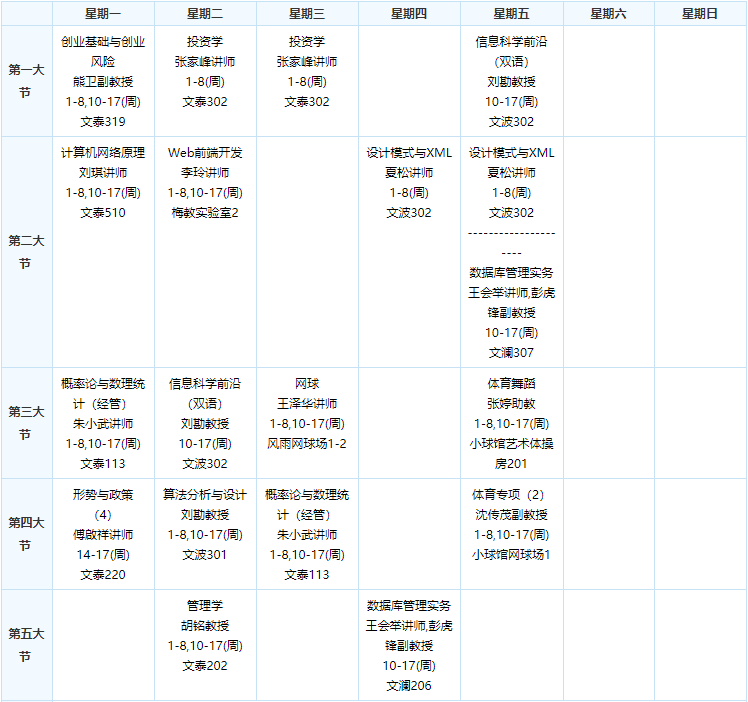 星期一
星期二
星期三
星期四
星期五
星期六
星期日
第一大
节
创业基础与创业
风险
熊卫副教授
1-8,10-17(周)
文泰319
投资学
张家峰讲师
1-8(周)
文泰302
投资学
张家峰讲师
1-8(周)
文泰302
信息科学前沿
（双语）
刘勘教授
10-17(周)
文波302
第二大
节
计算机网络原理
刘琪讲师
1-8,10-17(周)
文泰510
Web前端开发
李玲讲师
1-8,10-17(周)
梅教实验室2
设计模式与XML
夏松讲师
1-8(周)
文波302
设计模式与XML
夏松讲师
1-8(周)
文波302
------------------
----
数据库管理实务
王会举讲师,彭虎
锋副教授
10-17(周)
文澜307
第三大
节
概率论与数理统
计（经管）
朱小武讲师
1-8,10-17(周)
文泰113
信息科学前沿
（双语）
刘勘教授
10-17(周)
文波302
网球
王泽华讲师
1-8,10-17(周)
风雨网球场1-2
体育舞蹈
张婷助教
1-8,10-17(周)
小球馆艺术体操
房201
第四大
节
形势与政策
（4）
傅啟祥讲师
14-17(周)
文泰220
算法分析与设计
刘勘教授
1-8,10-17(周)
文波301
概率论与数理统
计（经管）
朱小武讲师
1-8,10-17(周)
文泰113
体育专项（2）
沈传茂副教授
1-8,10-17(周)
小球馆网球场1
第五大
节
管理学
胡铭教授
1-8,10-17(周)
文泰202
数据库管理实务
王会举讲师,彭虎
锋副教授
10-17(周)
文澜206